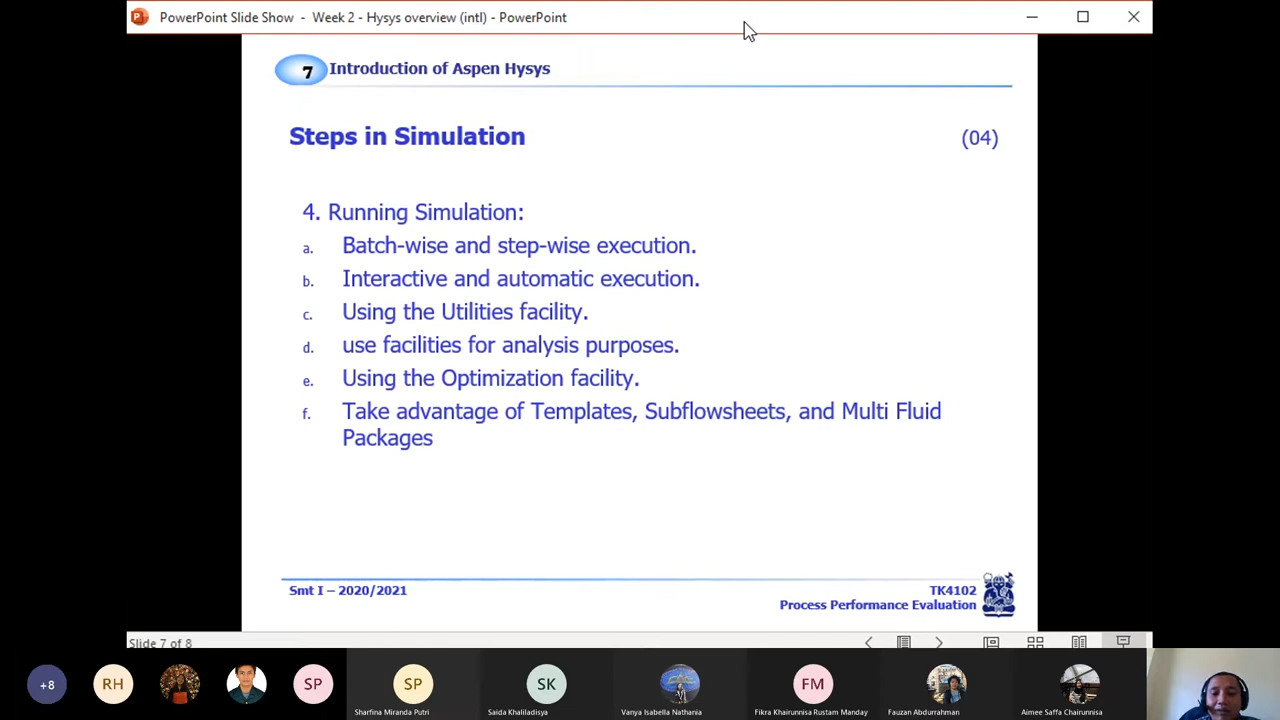 PowerPoint Slide Show - Week 2 - Hysys overview (intl) - PowerPoint
7 Introduction of Aspen Hysys
Steps in Simulation (04)
4. Running Simulation:
a. Batch-wise and step-wise execution.
b. Interactive and automatic execution.
c. Using the Utilities facility.
d. use facilities for analysis purposes.
e. Using the Optimization facility.
f. Take advantage of Templates, Subflowsheets, and Multi Fluid
Packages
Smt I – 2020/2021 TK4102
Process Performance Evaluation
Slide 7 of 8
+8 RH SP SP SK FM
Sharfina Miranda Putri Saida Khaliladisya Vanya Isabella Nathania Fikra Khairunnisa Rustam Manday Fauzan Abdurrahman Aimee Saffa Chairunnisa